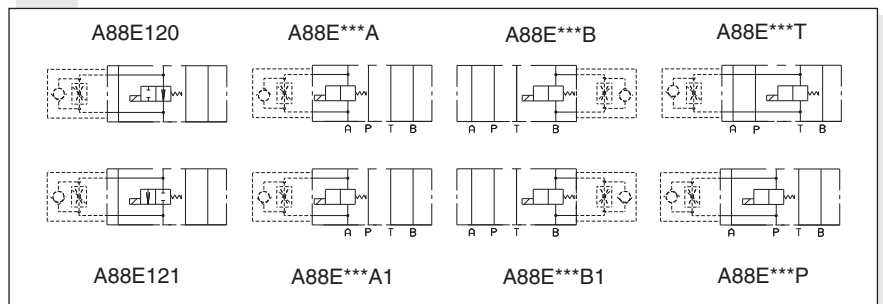 A88E120 A88E***A A88E***B A88E***T
A P T B A P T B A P T B
A P T B A P T B A P T B
A88E121 A88E***A1 A88E***B1 A88E***P